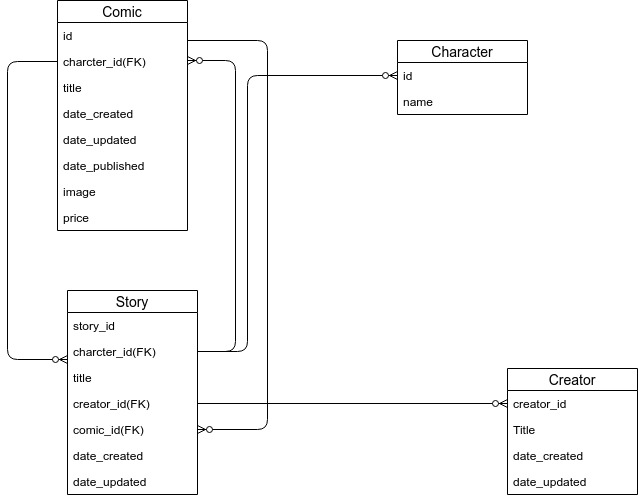 Comic
id
charcter_id(FK)
title
date_created
date_updated
date_published
image
price
Character
id
name
Story
story_id
charcter_id(FK)
title
creator_id(FK)
comic_id(FK)
date_created
date_updated
Creator
creator_id
Title
date_created
date_updated